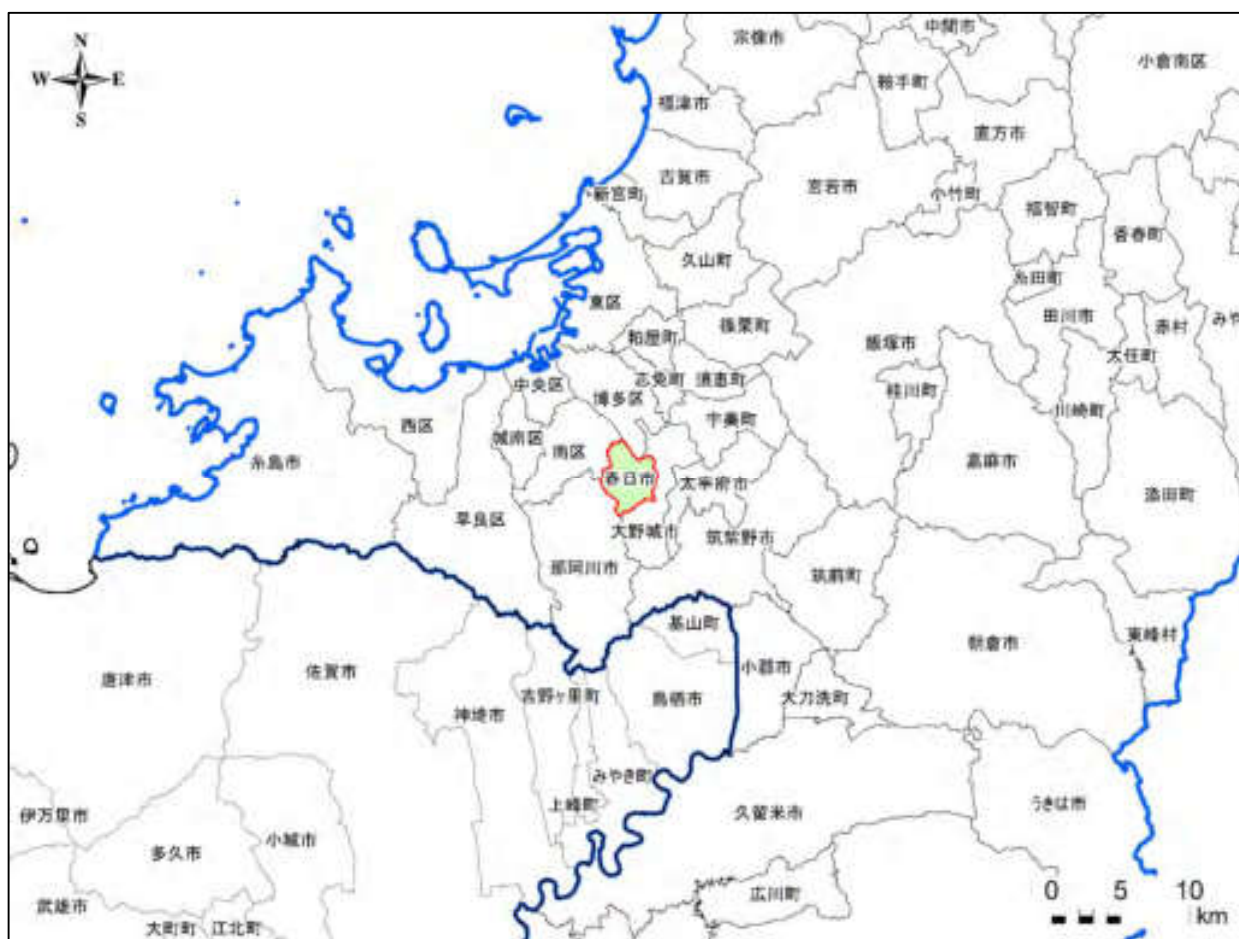 N
W E
S
宗像市
中間市
小倉南区
鞍手町
福津市
直方市
古賀市
宮若市
新宮町
小竹町
福智町
香春町
久山町
糸田町
東区
田川市
赤村
みや
粕屋町
篠栗町
飯塚市
大任町
中央区
志免町
須恵町
博多区
桂川町
川崎町
西区
宇美町
城南区
南区
糸島市
嘉麻市
春日市
太宰府市
添田町
早良区
大野城市
筑紫野市
那珂川市
筑前町
基山町
東峰村
朝倉市
佐賀市
小郡市
唐津市
吉野ヶ里町
鳥栖市
大刀洗町
神埼市
みやき町
上峰町
うきは市
伊万里市
久留米市
小城市
多久市
広川町
0 5 10
武雄市
km
大町町
江北町